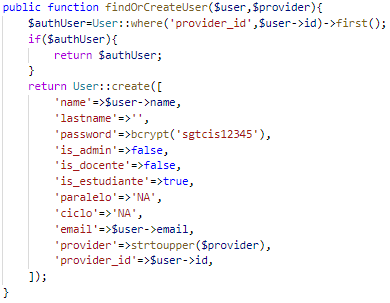 public function findOrCreateUser($user,$provider){
    $authUser=User::where('provider_id',$user->id)->first();
    if($authUser){
        return $authUser;
    }
    return User::create([
        'name'=>$user->name,
        'lastname'=>'',
        'password'=>bcrypt('sgtcis12345'),
        'is_admin'=>false,
        'is_docente'=>false,
        'is_estudiante'=>true,
        'paralelo'=>'NA',
        'ciclo'=>'NA',
        'email'=>$user->email,
        'provider'=>strtoupper($provider),
        'provider_id'=>$user->id,
    ]);
}